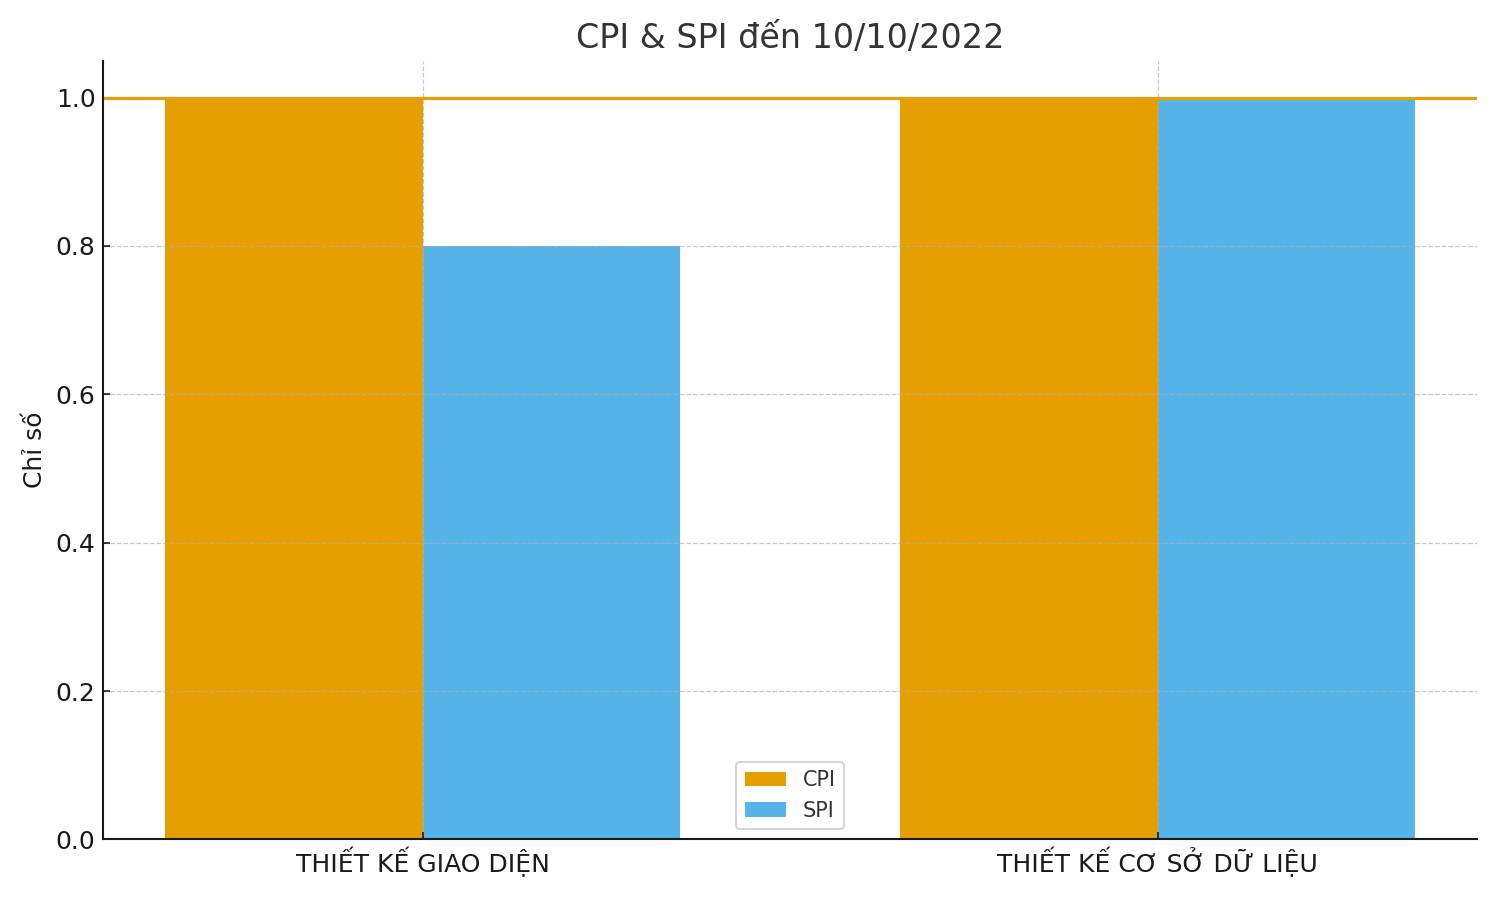 CPI & SPI đến 10/10/2022
Chỉ số
1.0
0.8
0.6
0.4
0.2
0.0
CPI
SPI
THIẾT KẾ GIAO DIỆN
THIẾT KẾ CƠ SỞ DỮ LIỆU